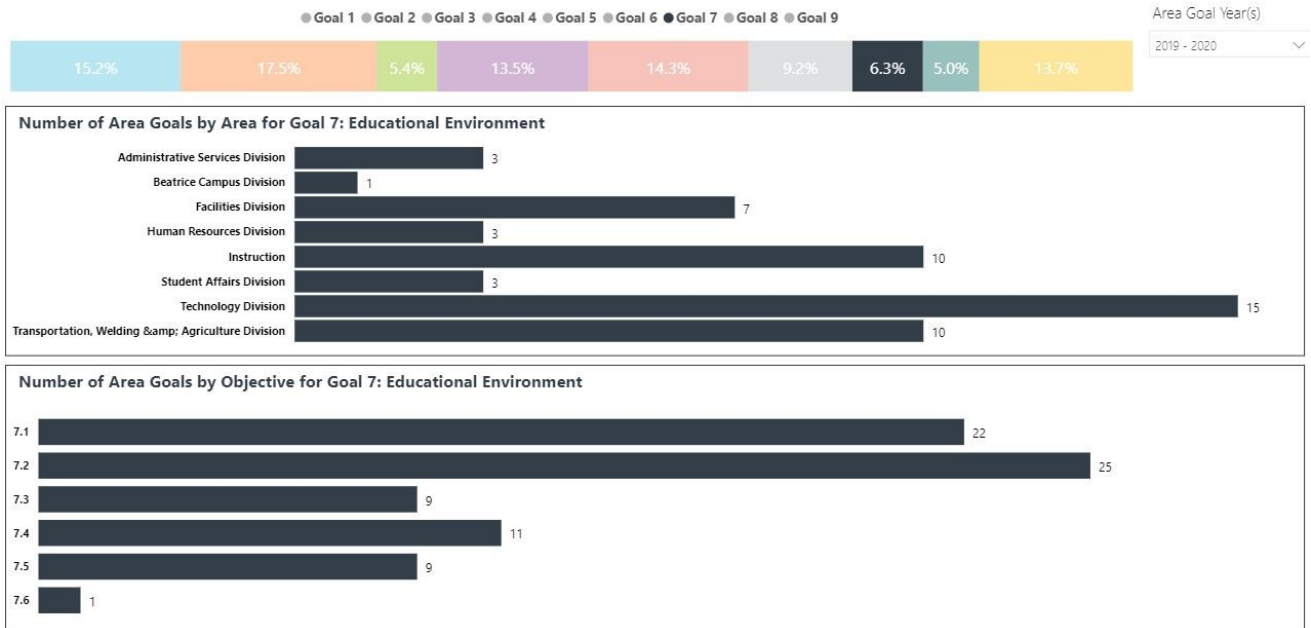 Goal 1 Goal 2 Goal 3 Goal 4 Goal 5 Goal 6 Goal 7 Goal 8 Goal 9
Area Goal Year(s)
2019 - 2020
15.2% 17.5% 5.4% 13.5% 14.3% 9.2% 6.3% 5.0% 13.7%
Number of Area Goals by Area for Goal 7: Educational Environment
Administrative Services Division 3
Beatrice Campus Division 1
Facilities Division 7
Human Resources Division 3
Instruction 10
Student Affairs Division 3
Technology Division 15
Transportation, Welding &amp; Agriculture Division 10
Number of Area Goals by Objective for Goal 7: Educational Environment
7.1 22
7.2 25
7.3 9
7.4 11
7.5 9
7.6 1